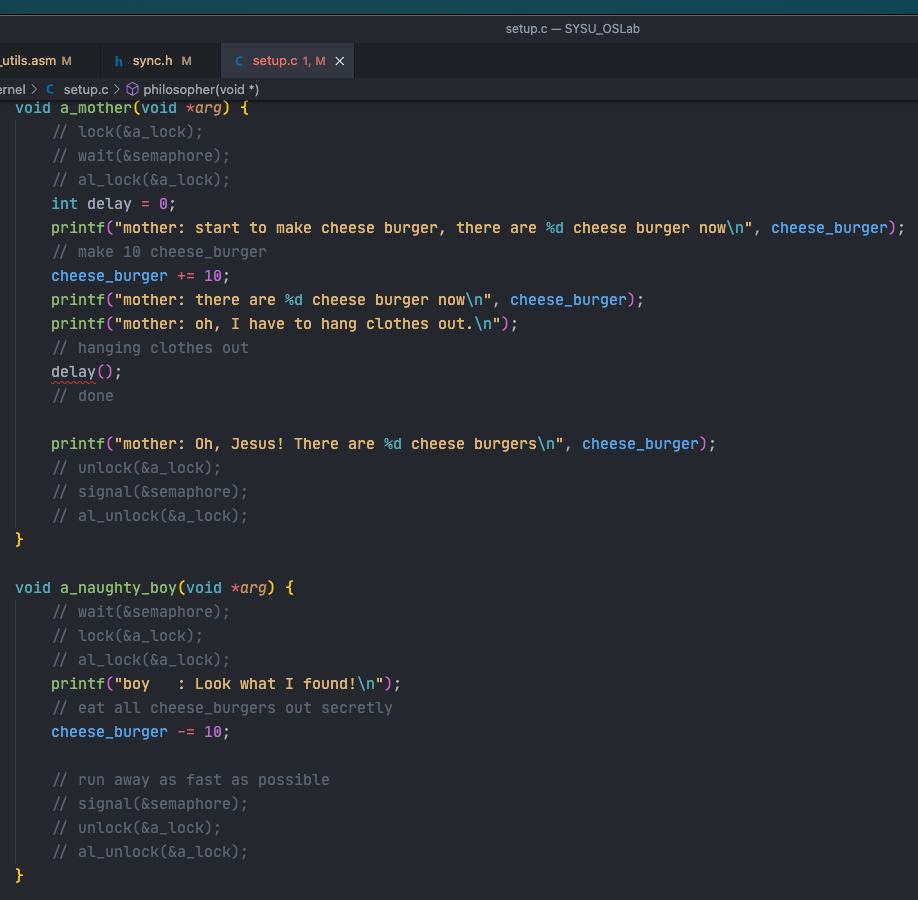 setup.c — SYSU_OSLab
_utils.asm M
h sync.h M
C setup.c 1, M ×
ernel > C setup.c > philosopher(void *)
void a_mother(void *arg) {
// lock(&a_lock);
// wait(&semaphore);
// al_lock(&a_lock);
int delay = 0;
printf("mother: start to make cheese burger, there are %d cheese burger now\n", cheese_burger);
// make 10 cheese_burger
cheese_burger += 10;
printf("mother: there are %d cheese burger now\n", cheese_burger);
printf("mother: oh, I have to hang clothes out.\n");
// hanging clothes out
delay();
// done
printf("mother: Oh, Jesus! There are %d cheese burgers\n", cheese_burger);
// unlock(&a_lock);
// signal(&semaphore);
// al_unlock(&a_lock);
}
void a_naughty_boy(void *arg) {
// wait(&semaphore);
// lock(&a_lock);
// al_lock(&a_lock);
printf("boy   : Look what I found!\n");
// eat all cheese_burgers out secretly
cheese_burger -= 10;
// run away as fast as possible
// signal(&semaphore);
// unlock(&a_lock);
// al_unlock(&a_lock);
}